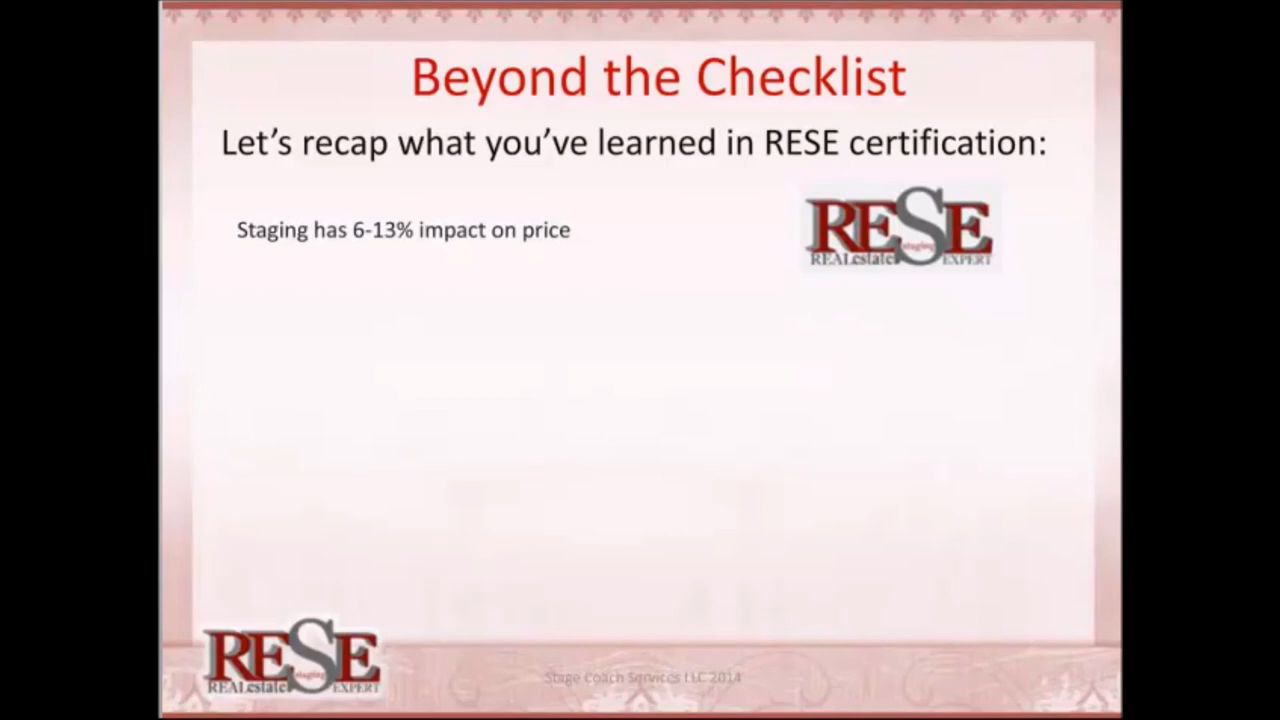 Beyond the Checklist
Let's recap what you've learned in RESE certification:
Staging has 6-13% impact on price
RESE
staging
REALestate EXPERT
RESE
staging
REALestate EXPERT
Stage Coach Services LLC 2014